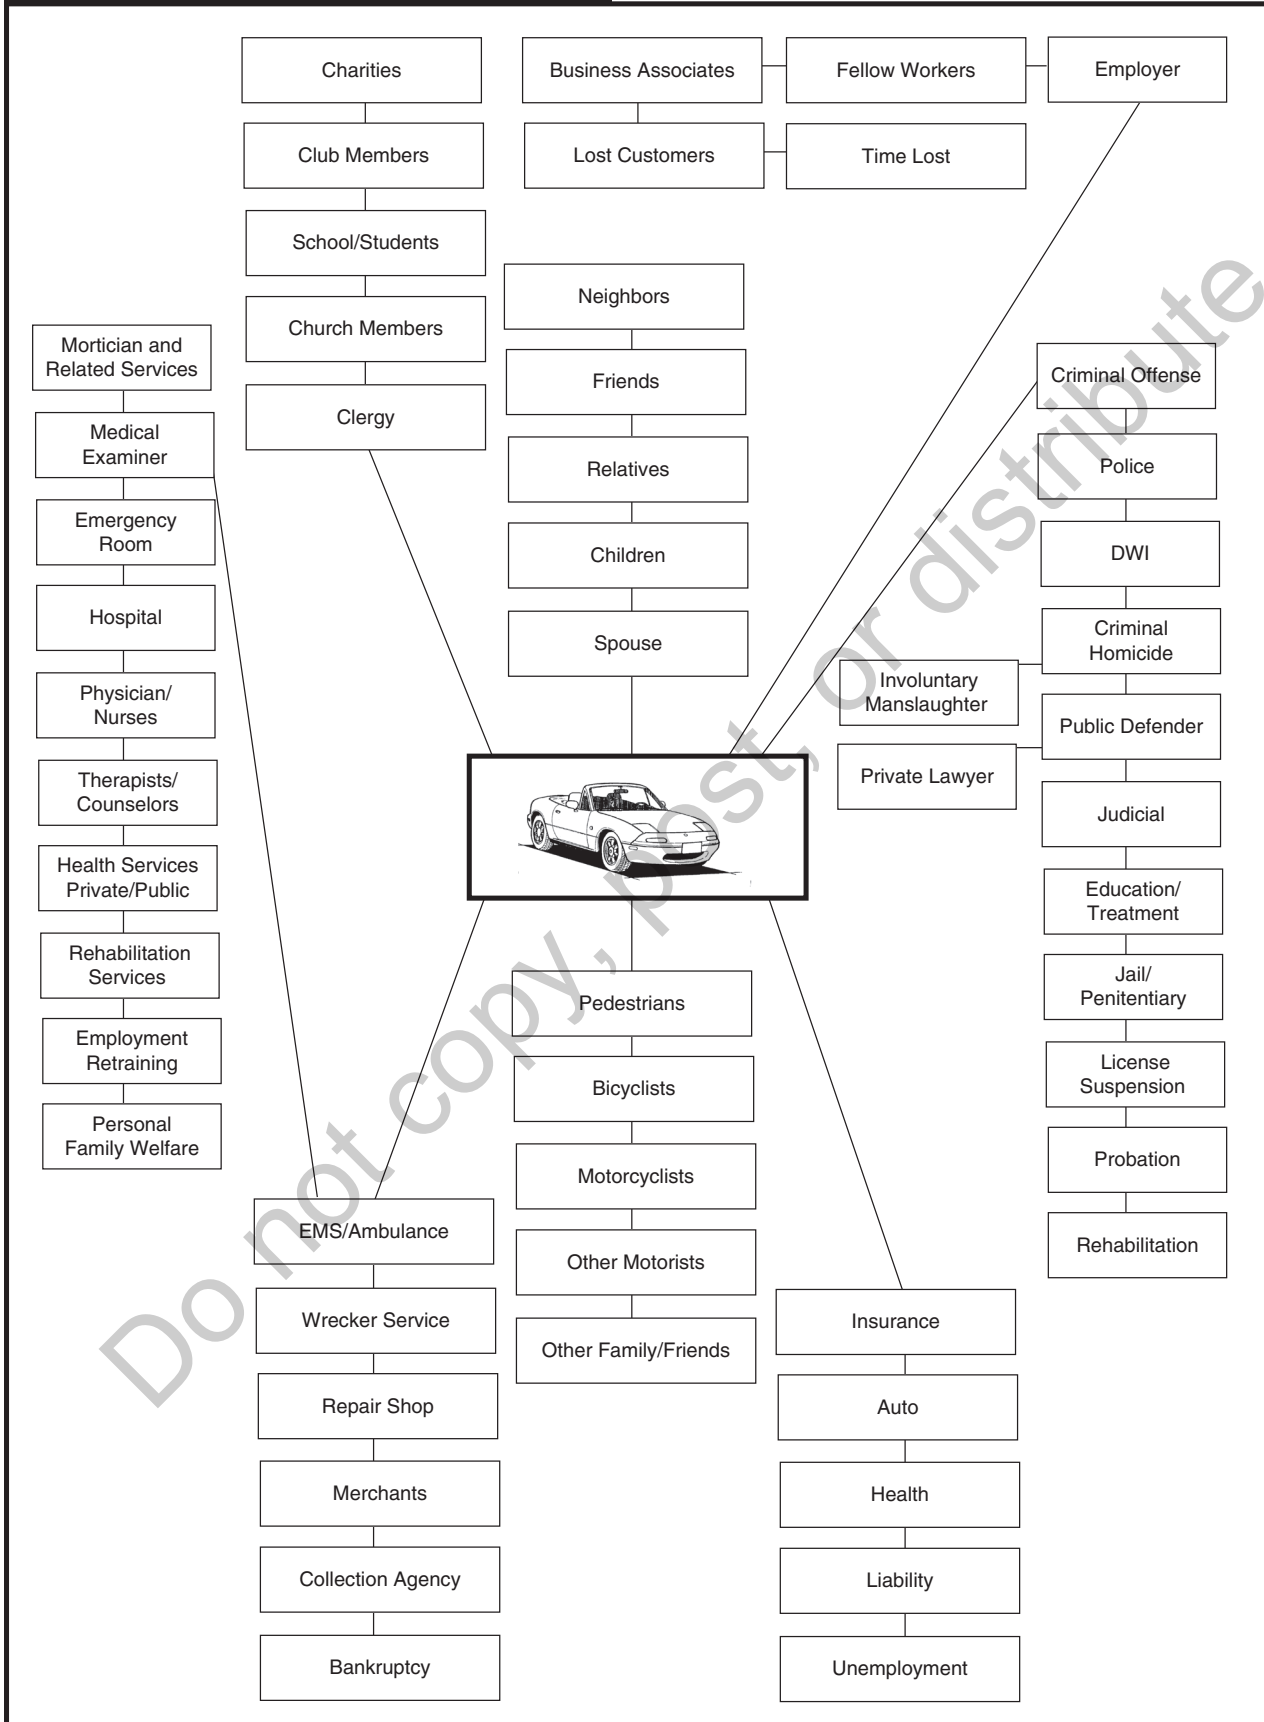 Charities
Club Members
School/Students
Church Members
Clergy
Business Associates
Fellow Workers
Employer
Lost Customers
Time Lost
Neighbors
Friends
Relatives
Children
Spouse
Mortician and
Related Services
Medical
Examiner
Emergency
Room
Hospital
Physician/
Nurses
Therapists/
Counselors
Health Services
Private/Public
Rehabilitation
Services
Employment
Retraining
Personal
Family Welfare
Criminal Offense
Police
DWI
Criminal
Homicide
Involuntary
Manslaughter
Public Defender
Private Lawyer
Judicial
Education/
Treatment
Jail/
Penitentiary
License
Suspension
Probation
Rehabilitation
EMS/Ambulance
Wrecker Service
Repair Shop
Merchants
Collection Agency
Bankruptcy
Pedestrians
Bicyclists
Motorcyclists
Other Motorists
Other Family/Friends
Insurance
Auto
Health
Liability
Unemployment
Do not copy, post, or distribute